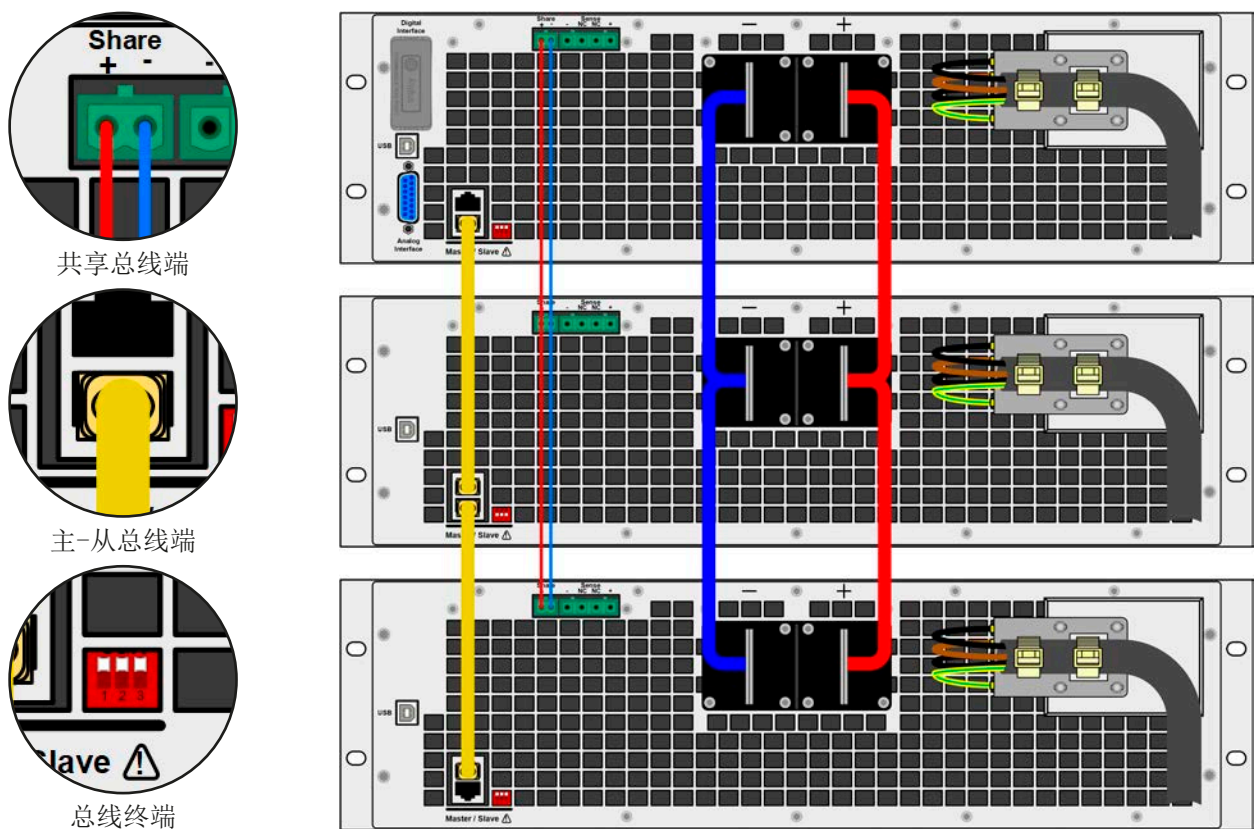 Share
+ -
-
共享总线端
主-从总线端
1 2 3
Slave
总线终端
Digital
Interface
Share
Sense
+ - - NC NC +
- +
USB
Analog
Interface
Master / Slave
Share
Sense
- NC NC +
- +
USB
Master / Slave
Share
Sense
- NC NC +
- +
USB
Master / Slave